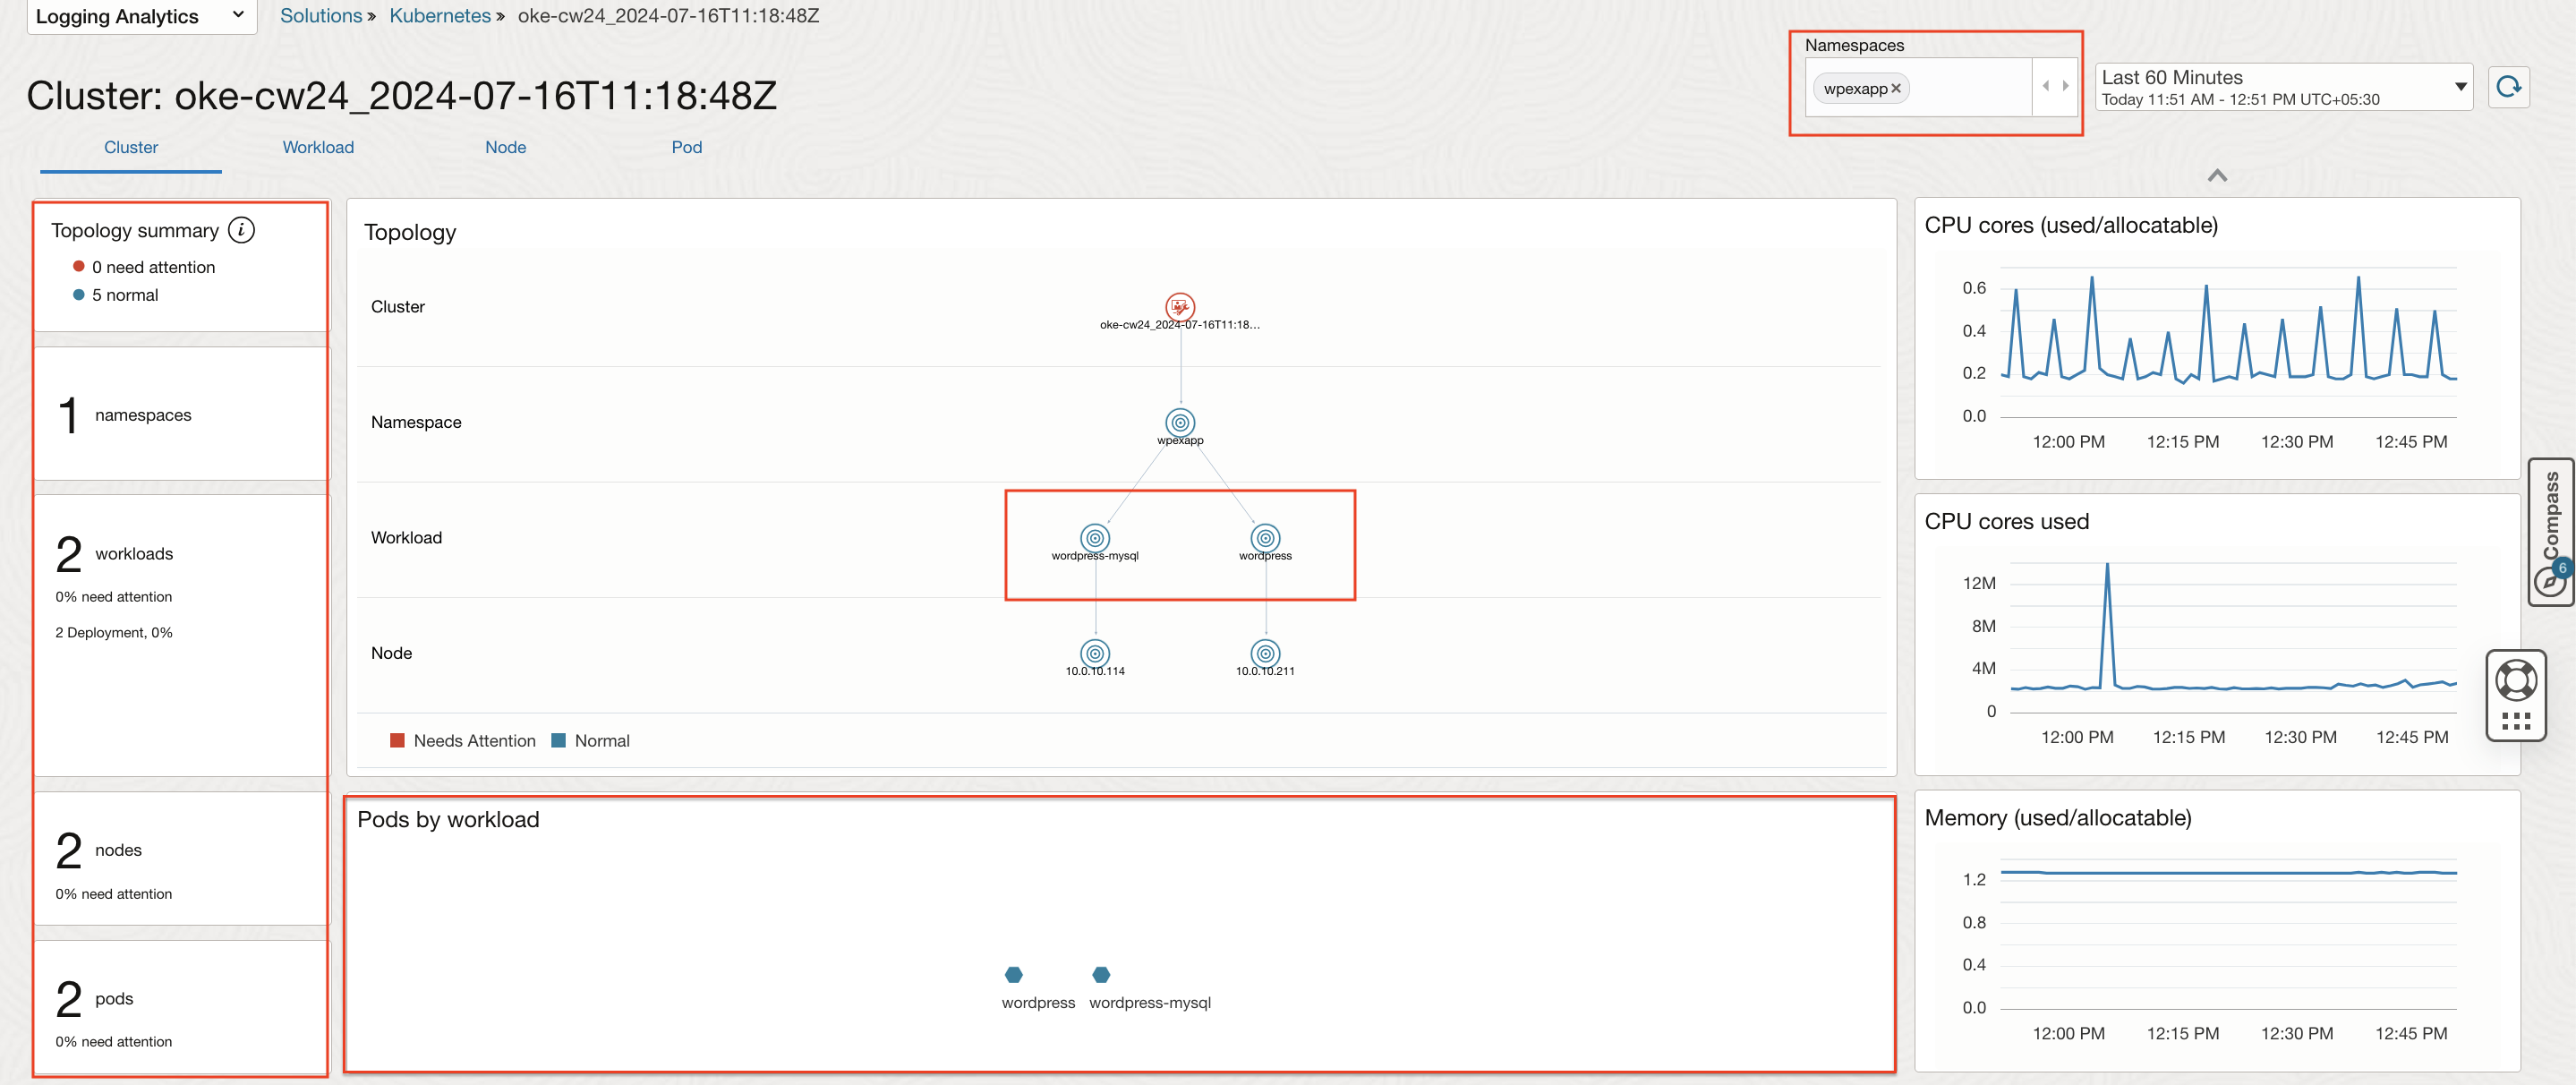 Logging Analytics
Solutions » Kubernetes » oke-cw24_2024-07-16T11:18:48Z
Cluster: oke-cw24_2024-07-16T11:18:48Z
Namespaces
wpexapp ×
Last 60 Minutes
Today 11:51 AM - 12:51 PM UTC+05:30
Cluster Workload Node Pod
Topology summary i
0 need attention
5 normal
1 namespaces
2 workloads
0% need attention
2 Deployment, 0%
2 nodes
0% need attention
2 pods
0% need attention
Topology
Cluster
oke-cw24_2024-07-16T11:18...
Namespace
wpexapp
Workload
wordpress-mysql wordpress
Node
10.0.10.114 10.0.10.211
Needs Attention Normal
Pods by workload
wordpress wordpress-mysql
CPU cores (used/allocatable)
0.6
0.4
0.2
0.0
12:00 PM 12:15 PM 12:30 PM 12:45 PM
CPU cores used
12M
8M
4M
0
12:00 PM 12:15 PM 12:30 PM 12:45 PM
Memory (used/allocatable)
1.2
0.8
0.4
0.0
12:00 PM 12:15 PM 12:30 PM 12:45 PM
Compass
6